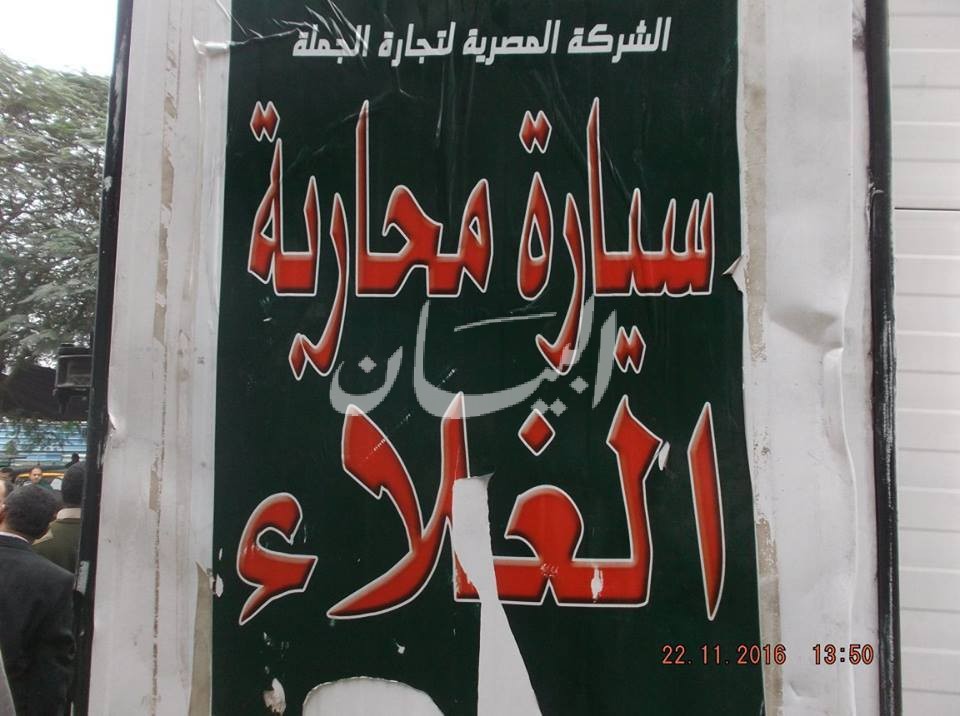 الشركة المصرية لتجارة الجملة
سيارة محاربة
البيان
الغلاء
22.11.2016 13:50